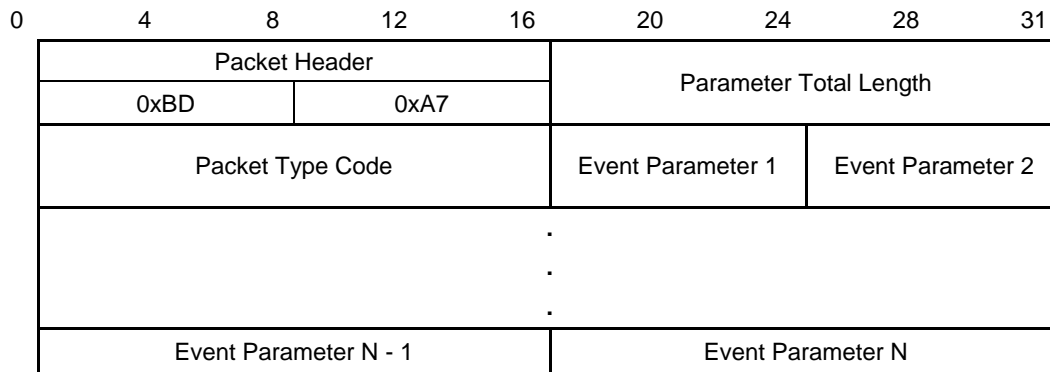 0 4 8 12 16 20 24 28 31
Packet Header
Parameter Total Length
0xBD 0xA7
Packet Type Code Event Parameter 1 Event Parameter 2
.
.
.
Event Parameter N - 1 Event Parameter N